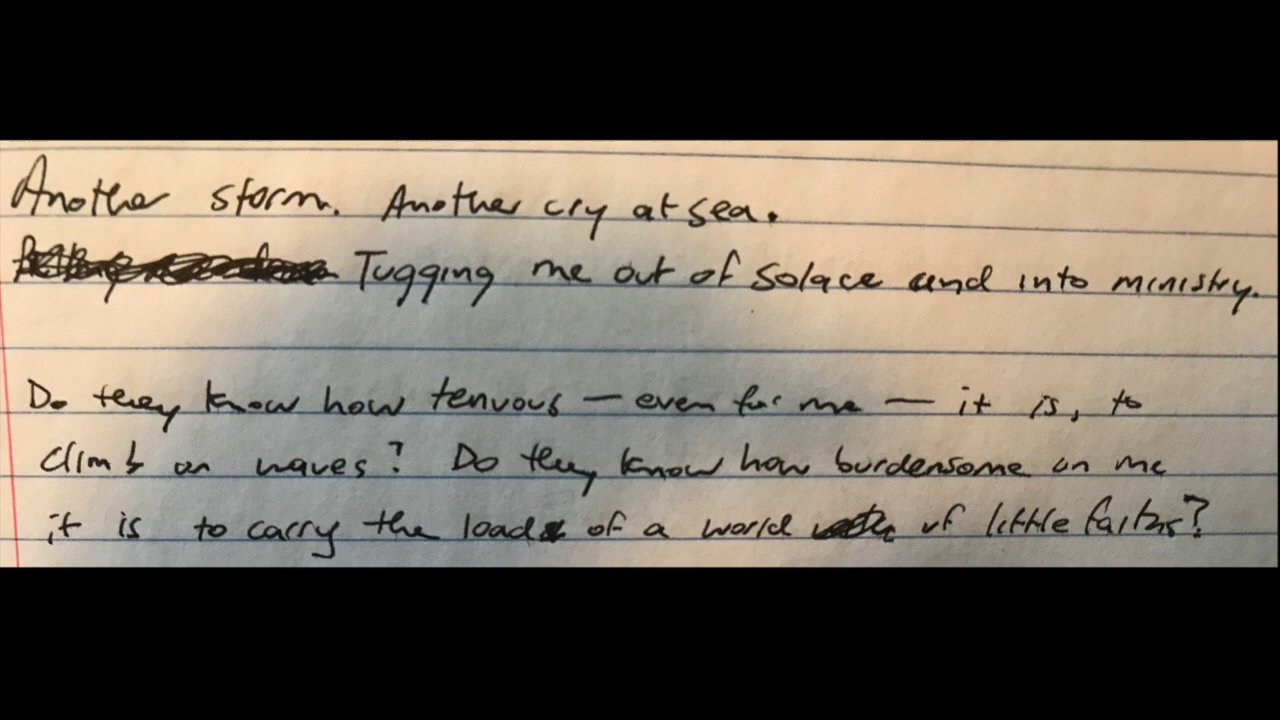 Another storm. Another cry at sea.
Tugging me out of solace and into ministry.
Do they know how tenuous — even for me — it is, to
climb on waves? Do they know how burdensome on me
it is to carry the load of a world of little faiths?